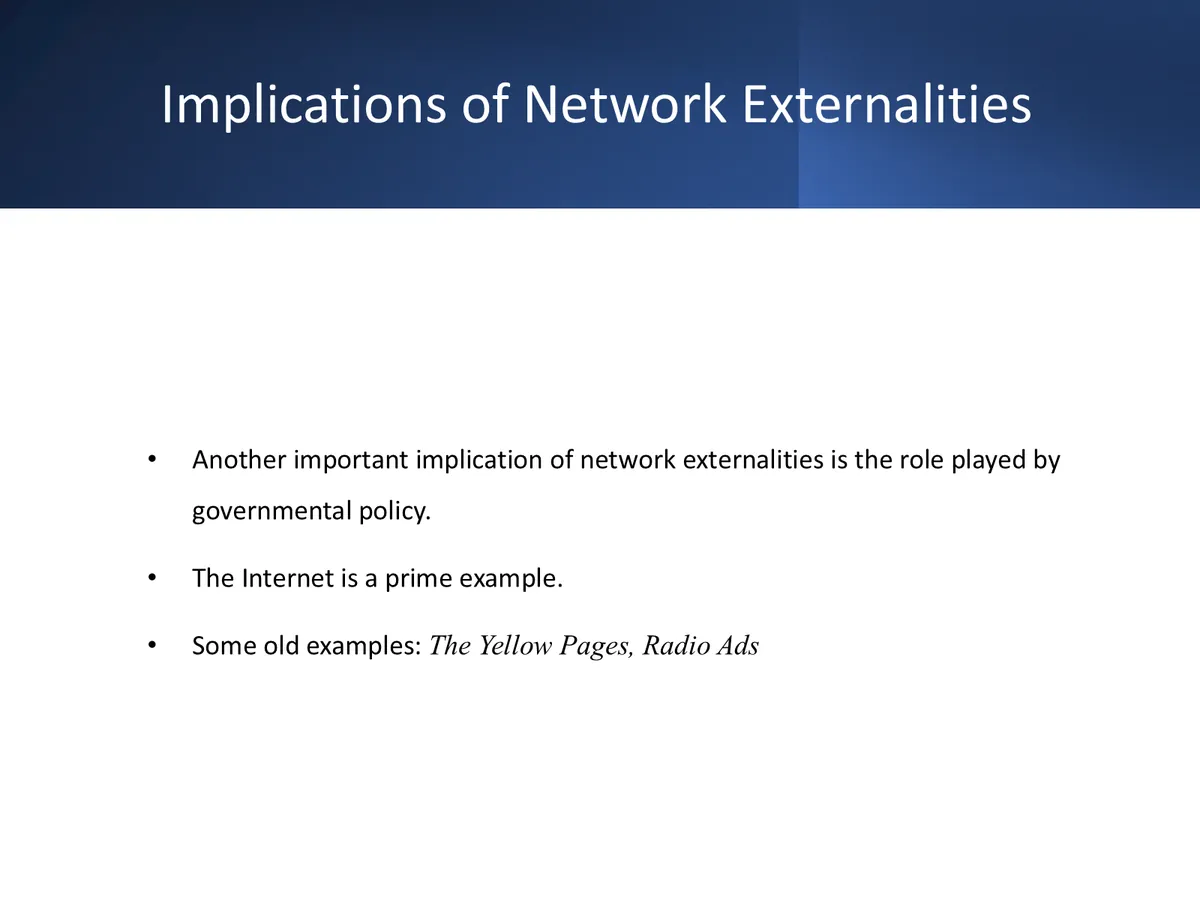 Implications of Network Externalities
• Another important implication of network externalities is the role played by
governmental policy.
• The Internet is a prime example.
• Some old examples: The Yellow Pages, Radio Ads